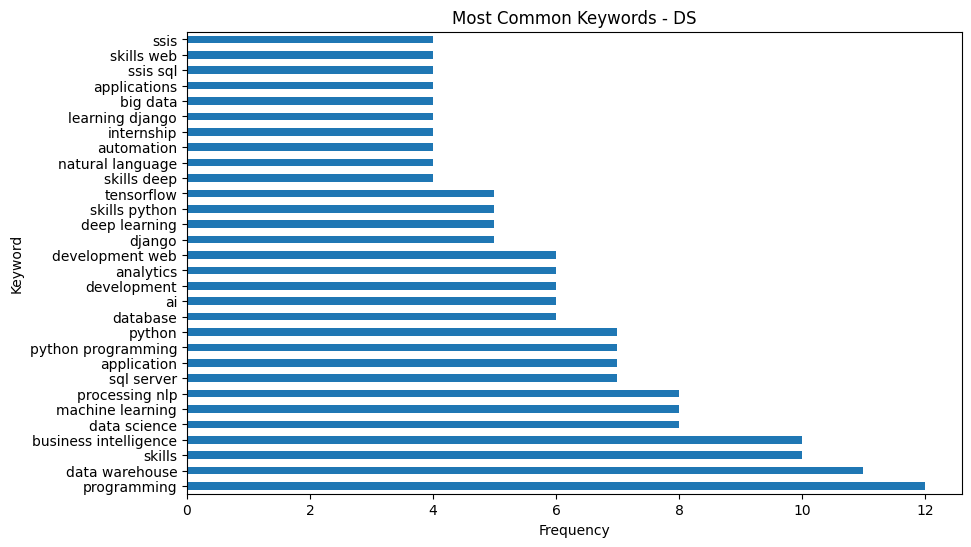 Most Common Keywords - DS
ssis
skills web
ssis sql
applications
big data
learning django
internship
automation
natural language
skills deep
tensorflow
skills python
deep learning
django
development web
analytics
development
ai
database
python
python programming
application
sql server
processing nlp
machine learning
data science
business intelligence
skills
data warehouse
programming
Keyword
0 2 4 6 8 10 12
Frequency